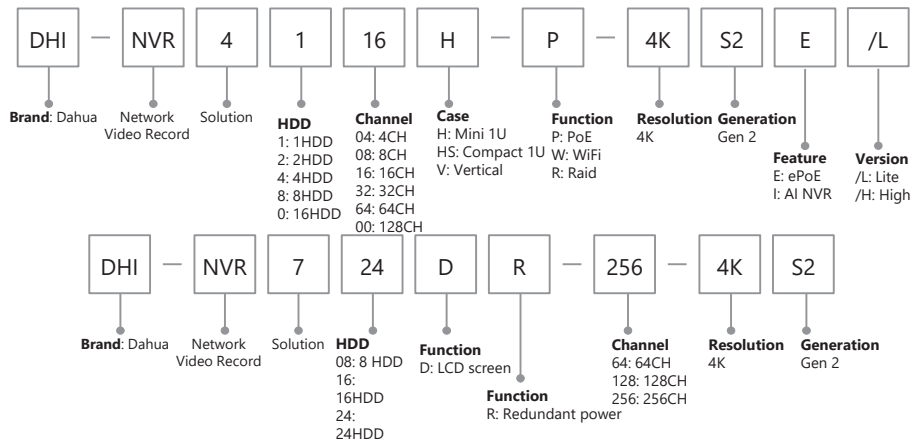 DHI — NVR 4 1 16 H — P — 4K S2 E /L
Brand: Dahua
Network
Video Record
Solution
HDD
1: 1HDD
2: 2HDD
4: 4HDD
8: 8HDD
0: 16HDD
Channel
04: 4CH
08: 8CH
16: 16CH
32: 32CH
64: 64CH
00: 128CH
Case
H: Mini 1U
HS: Compact 1U
V: Vertical
Function
P: PoE
W: WiFi
R: Raid
Resolution
4K
Generation
Gen 2
Feature
E: ePoE
I: AI NVR
Version
/L: Lite
/H: High
DHI — NVR 7 24 D R — 256 — 4K S2
Brand: Dahua
Network
Video Record
Solution
HDD
08: 8 HDD
16:
16HDD
24:
24HDD
Function
D: LCD screen
Function
R: Redundant power
Channel
64: 64CH
128: 128CH
256: 256CH
Resolution
4K
Generation
Gen 2